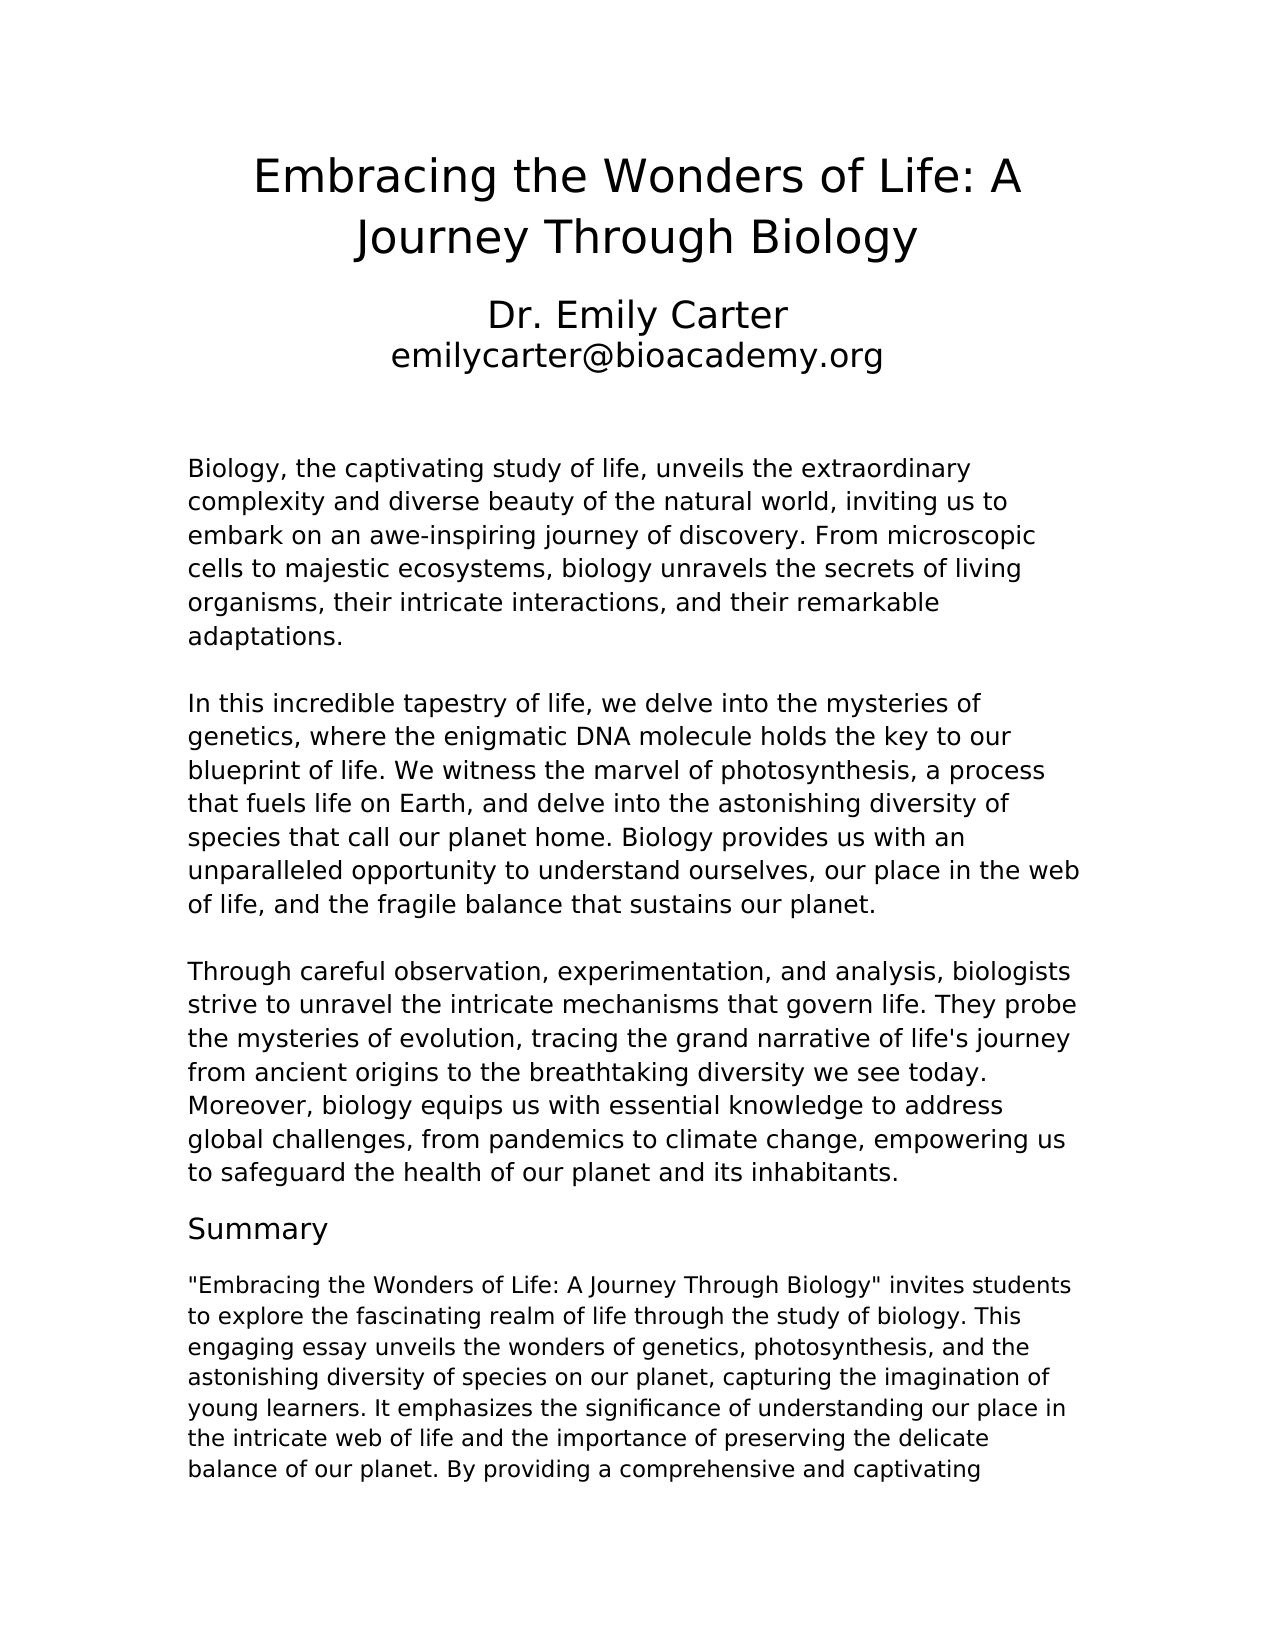 Embracing the Wonders of Life: A
Journey Through Biology
Dr. Emily Carter
emilycarter@bioacademy.org
Biology, the captivating study of life, unveils the extraordinary
complexity and diverse beauty of the natural world, inviting us to
embark on an awe-inspiring journey of discovery. From microscopic
cells to majestic ecosystems, biology unravels the secrets of living
organisms, their intricate interactions, and their remarkable
adaptations.
In this incredible tapestry of life, we delve into the mysteries of
genetics, where the enigmatic DNA molecule holds the key to our
blueprint of life. We witness the marvel of photosynthesis, a process
that fuels life on Earth, and delve into the astonishing diversity of
species that call our planet home. Biology provides us with an
unparalleled opportunity to understand ourselves, our place in the web
of life, and the fragile balance that sustains our planet.
Through careful observation, experimentation, and analysis, biologists
strive to unravel the intricate mechanisms that govern life. They probe
the mysteries of evolution, tracing the grand narrative of life's journey
from ancient origins to the breathtaking diversity we see today.
Moreover, biology equips us with essential knowledge to address
global challenges, from pandemics to climate change, empowering us
to safeguard the health of our planet and its inhabitants.
Summary
"Embracing the Wonders of Life: A Journey Through Biology" invites students
to explore the fascinating realm of life through the study of biology. This
engaging essay unveils the wonders of genetics, photosynthesis, and the
astonishing diversity of species on our planet, capturing the imagination of
young learners. It emphasizes the significance of understanding our place in
the intricate web of life and the importance of preserving the delicate
balance of our planet. By providing a comprehensive and captivating